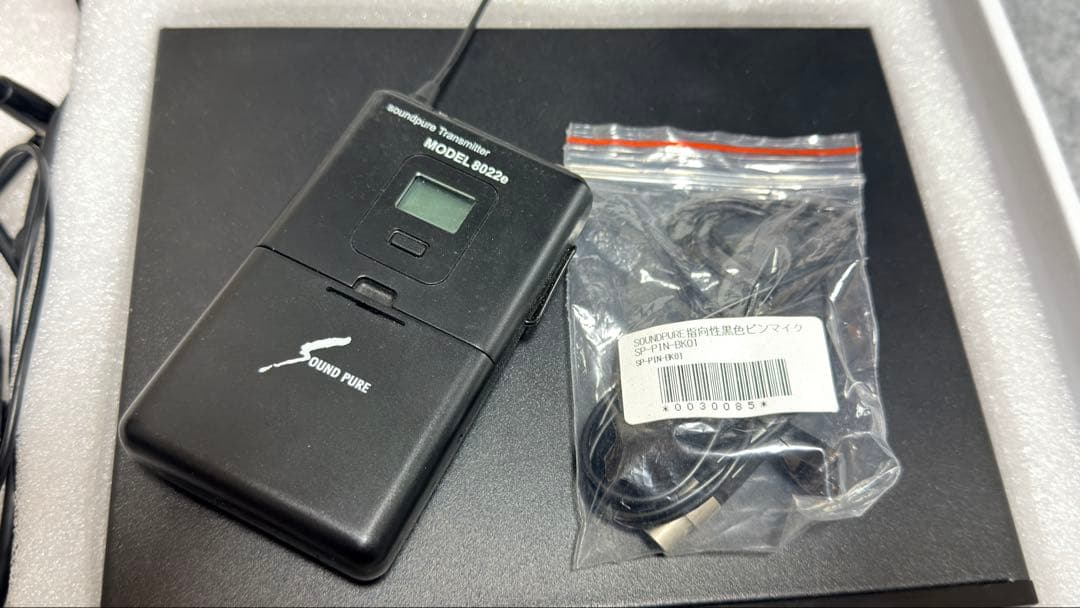 soundpure Transmitter
MODEL 8022e
SOUND PURE
SOUNDPURE指向性黒色ピンマイク
SP-PIN-BK01
SP-PIN-BK01
*0030085*